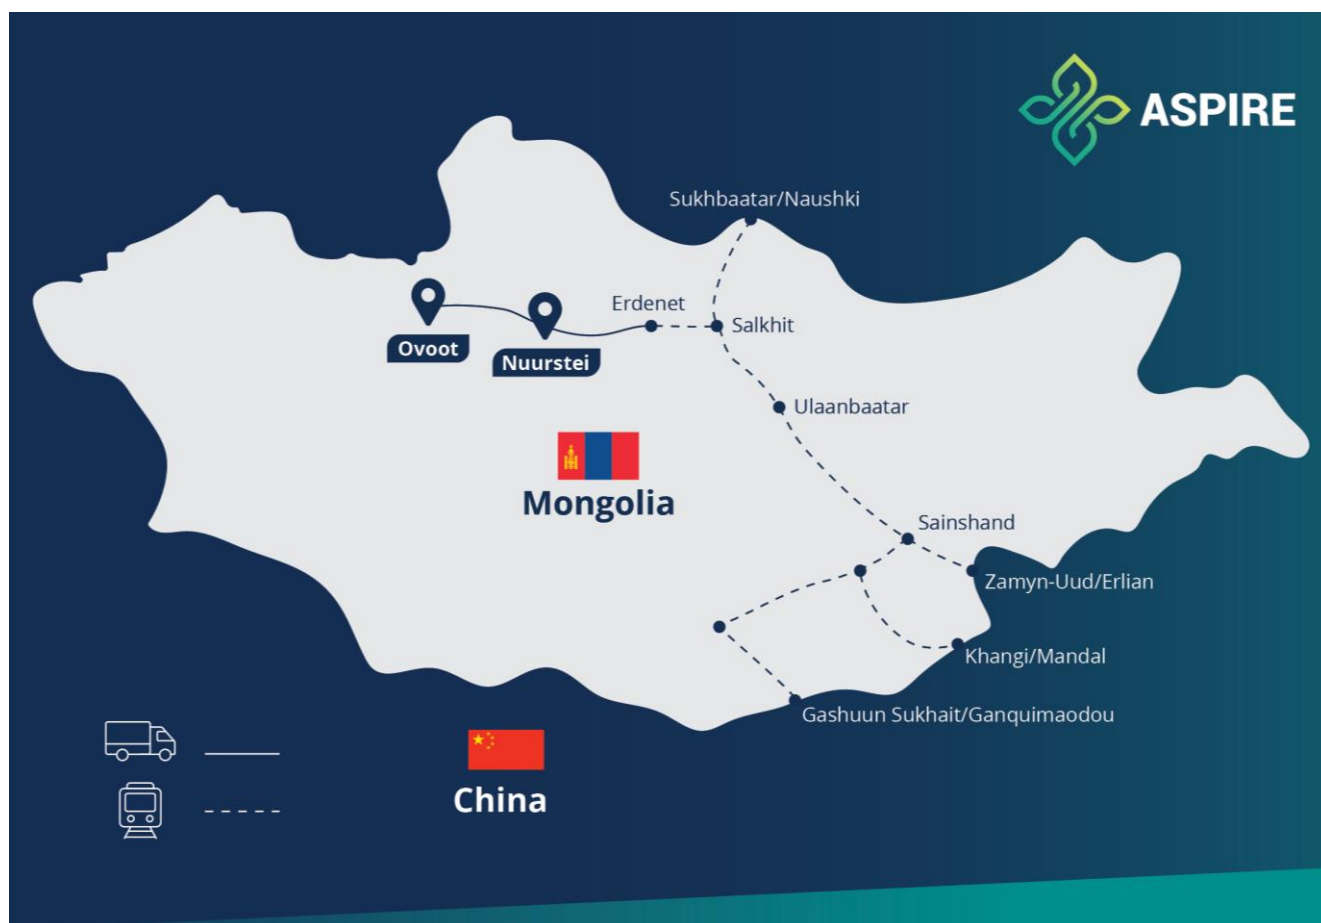 ASPIRE
Sukhbaatar/Naushki
Erdenet
Salkhit
Ovoot
Nuurstei
Ulaanbaatar
Mongolia
Sainshand
Zamyn-Uud/Erlian
Khangi/Mandal
Gashuun Sukhait/Ganquimaodou
China